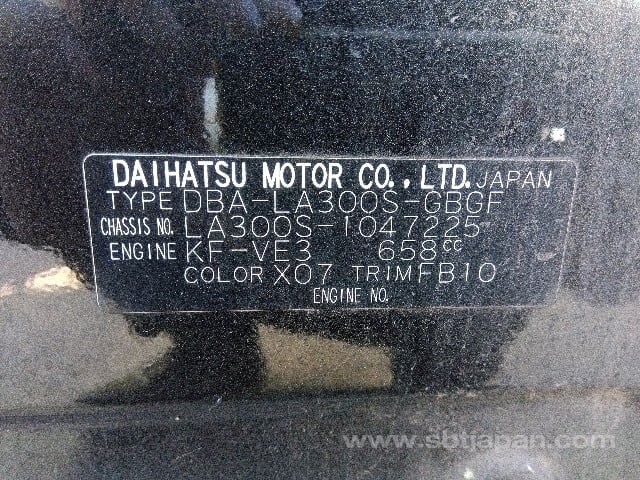 DAIHATSU MOTOR CO., LTD. JAPAN
TYPE DBA-LA300S-GBGF
CHASSIS NO. LA300S-1047225
ENGINE KF-VE3 658cc
COLOR X07 TRIM FB10
ENGINE NO.
www.sbtjapan.com